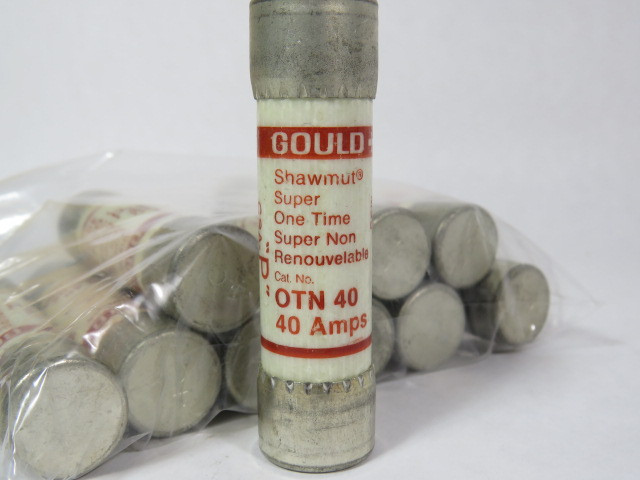 GOULD
Shawmut®
Super
One Time
Super Non
Renouvelable
Cat. No.
OTN 40
40 Amps
"D"